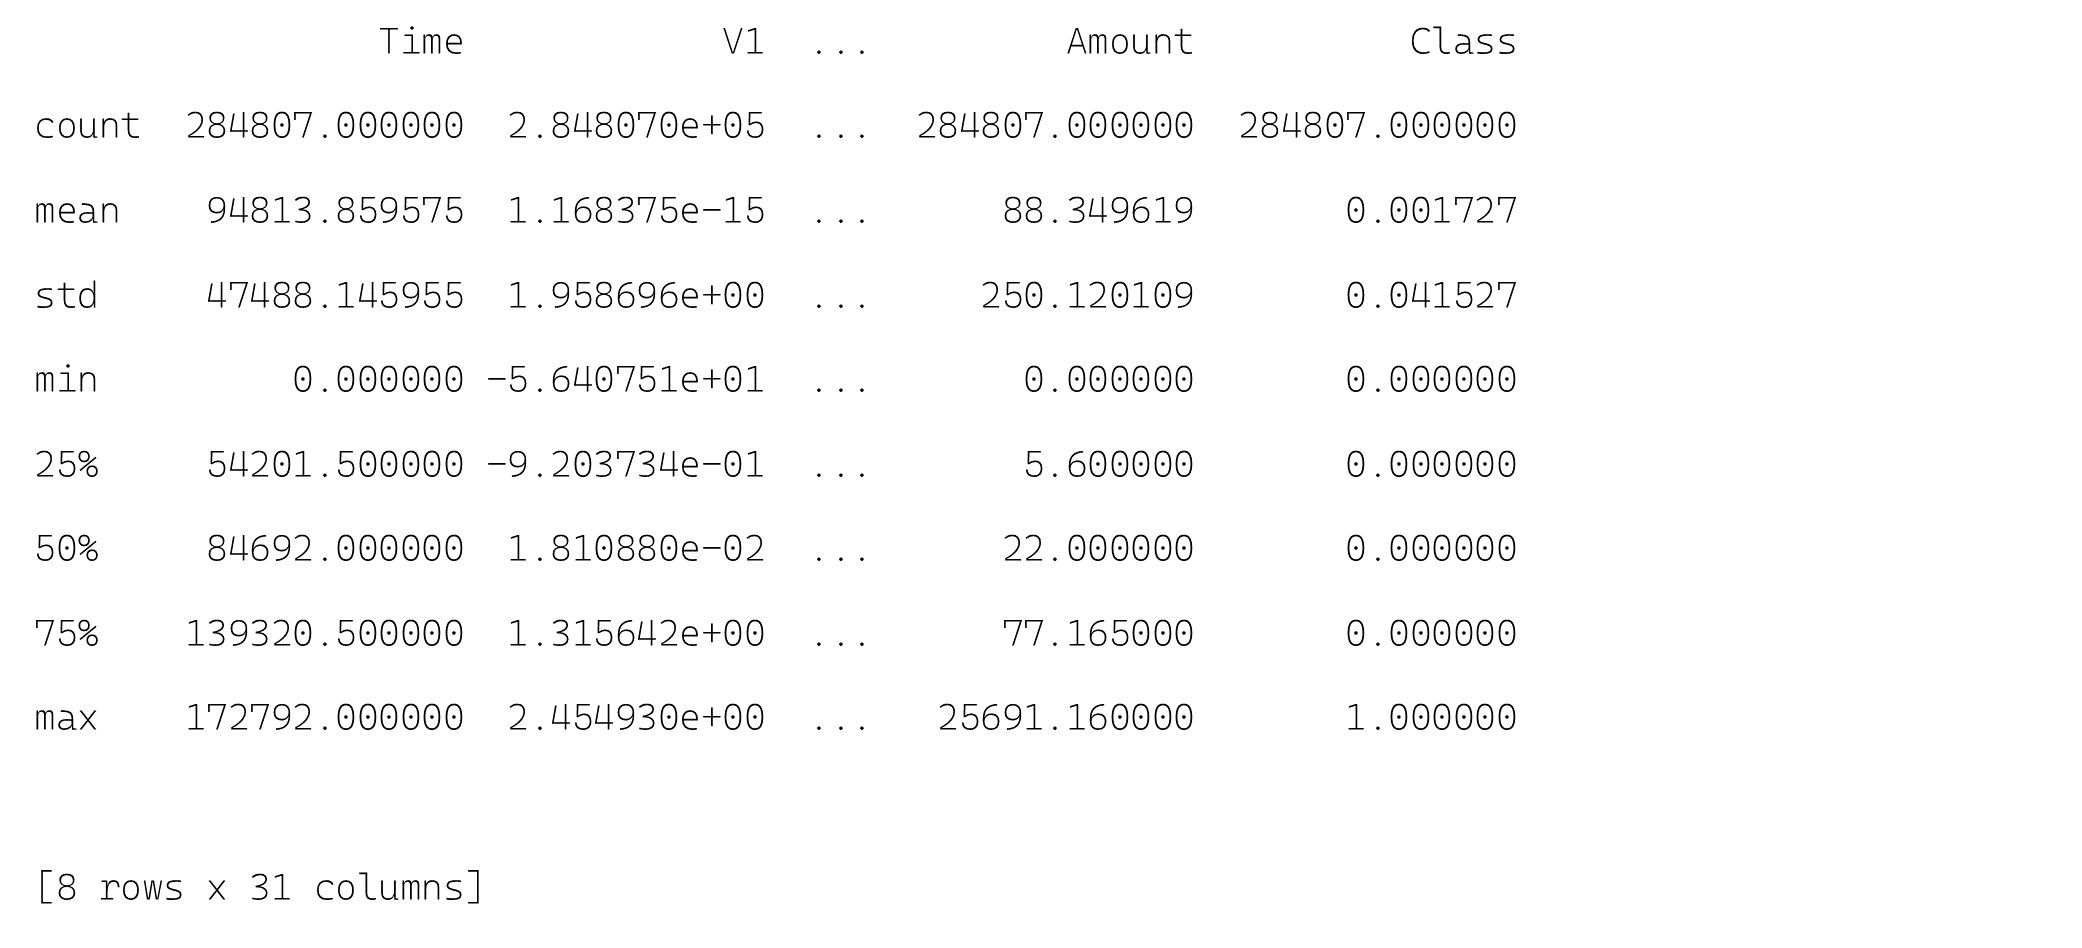 Time V1 ... Amount Class
count 284807.000000 2.848070e+05 ... 284807.000000 284807.000000
mean 94813.859575 1.168375e-15 ... 88.349619 0.001727
std 47488.145955 1.958696e+00 ... 250.120109 0.041527
min 0.000000 -5.640751e+01 ... 0.000000 0.000000
25% 54201.500000 -9.203734e-01 ... 5.600000 0.000000
50% 84692.000000 1.810880e-02 ... 22.000000 0.000000
75% 139320.500000 1.315642e+00 ... 77.165000 0.000000
max 172792.000000 2.454930e+00 ... 25691.160000 1.000000
[8 rows x 31 columns]